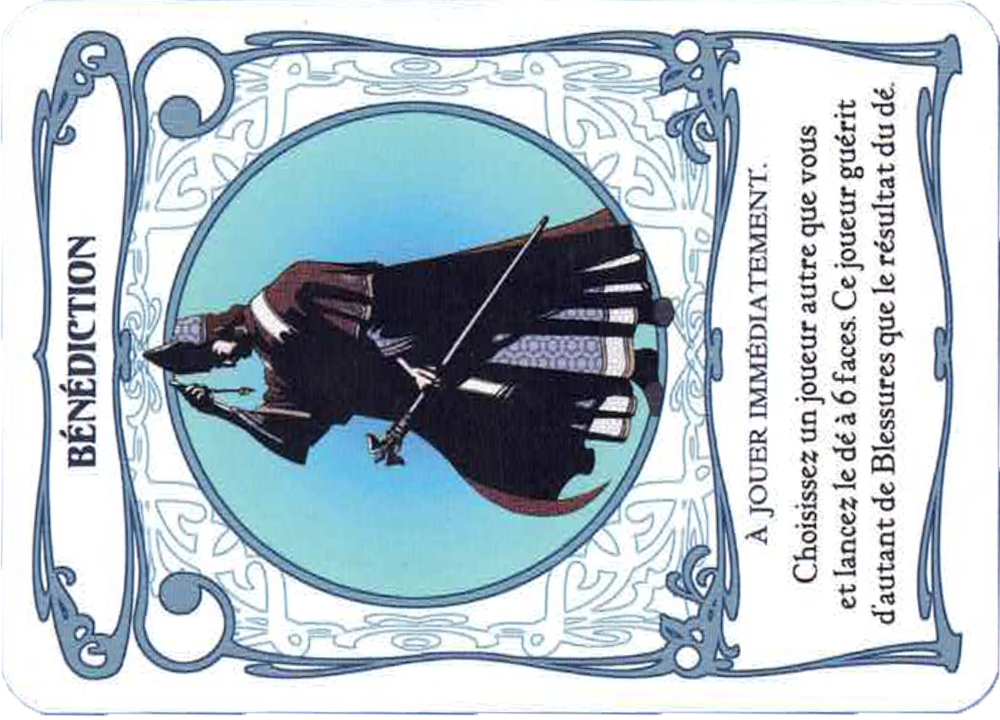 BÉNÉDICTION
À JOUER IMMÉDIATEMENT.
Choisissez un joueur autre que vous
et lancez le dé à 6 faces. Ce joueur guérit
d'autant de Blessures que le résultat du dé.